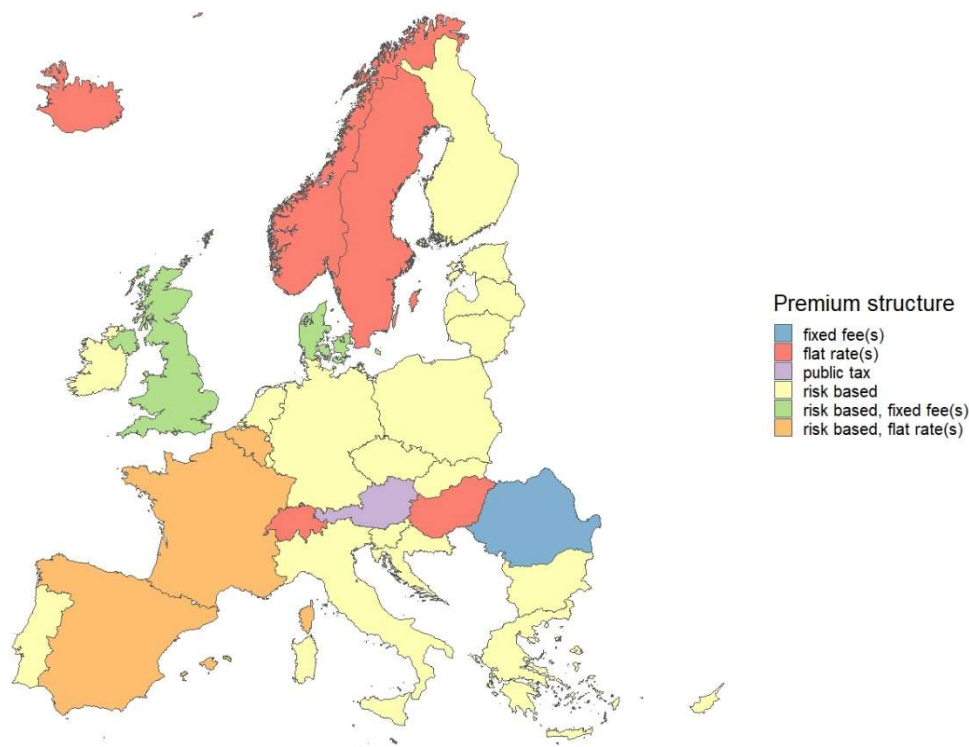 Premium structure
fixed fee(s)
flat rate(s)
public tax
risk based
risk based, fixed fee(s)
risk based, flat rate(s)